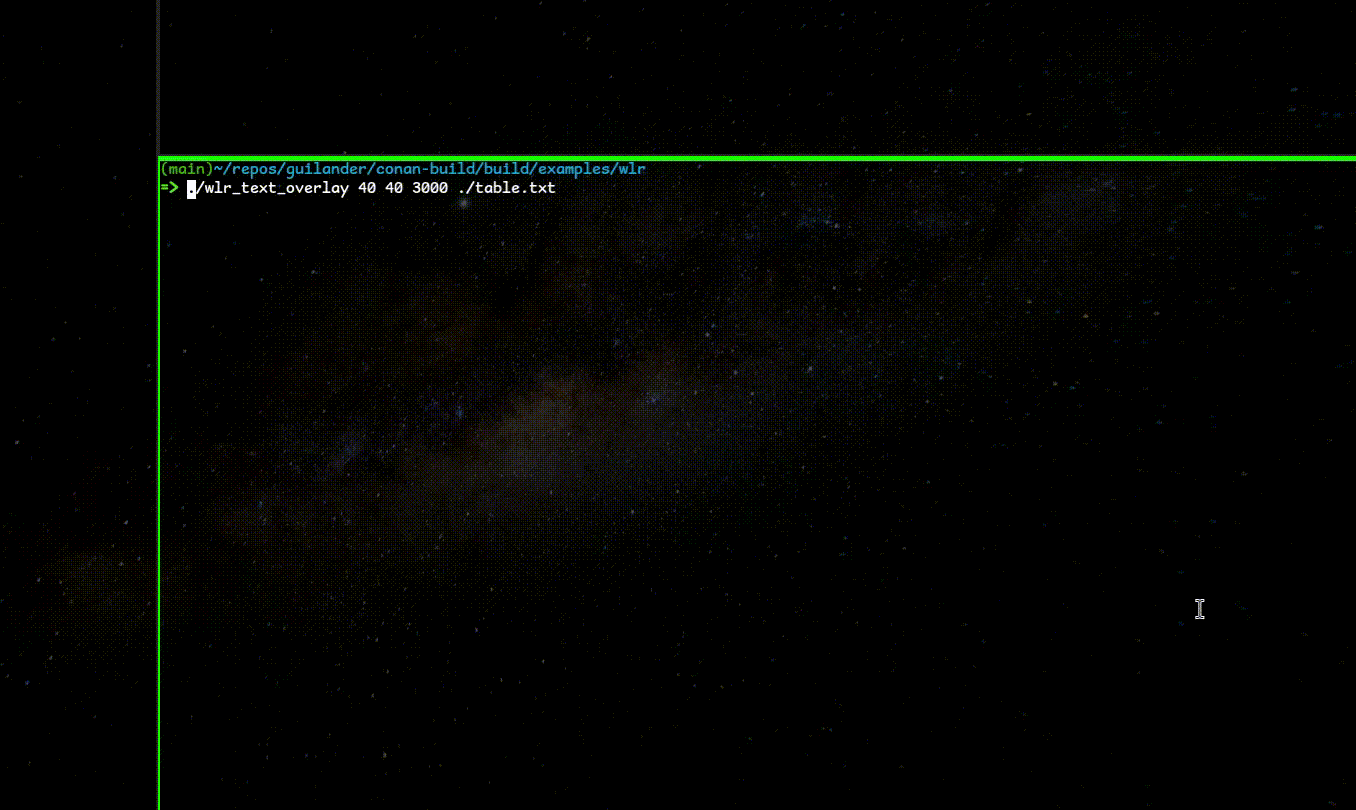 (main)~/repos/guilander/conan-build/build/examples/wlr
=> ./wlr_text_overlay 40 40 3000 ./table.txt